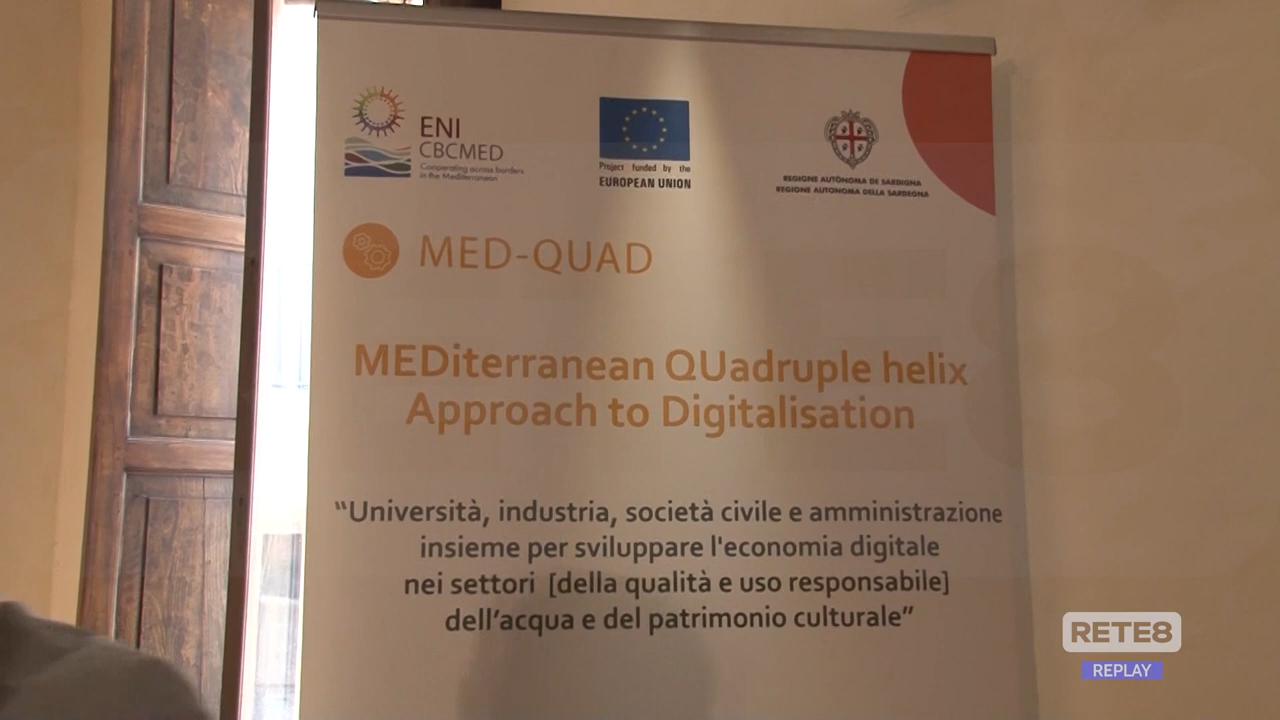 ENI
CBCMED
Cooperating across borders
in the Mediterranean
Project funded by the
EUROPEAN UNION
REGIONE AUTÒNOMA DE SARDIGNA
REGIONE AUTONOMA DELLA SARDEGNA
MED-QUAD
MEDiterranean QUadruple helix
Approach to Digitalisation
“Università, industria, società civile e amministrazione
insieme per sviluppare l'economia digitale
nei settori [della qualità e uso responsabile]
dell’acqua e del patrimonio culturale”
RETE8
REPLAY